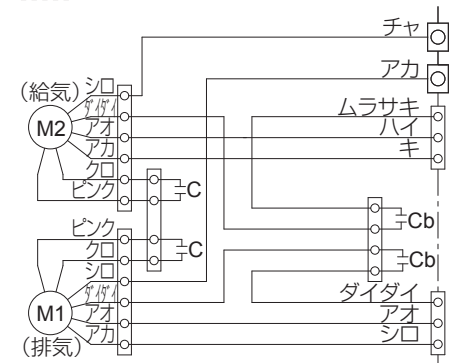 チャ
アカ
ムラサキ
ハイ
キ
(給気)
M2
シロ
ダイダイ
アオ
アカ
クロ
ピンク
C
C
Cb
Cb
ピンク
クロ
シロ
ダイダイ
アオ
アカ
M1
(排気)
ダイダイ
アオ
シロ